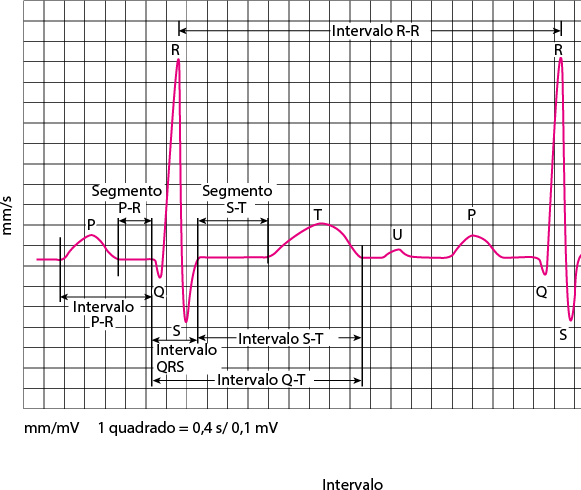 Intervalo R-R
R
R
Segmento
P-R
Segmento
S-T
mm/s
P
T
U
P
Q
Q
Intervalo
P-R
S
S
Intervalo S-T
Intervalo
QRS
Intervalo Q-T
mm/mV 1 quadrado = 0,4 s/ 0,1 mV
Intervalo